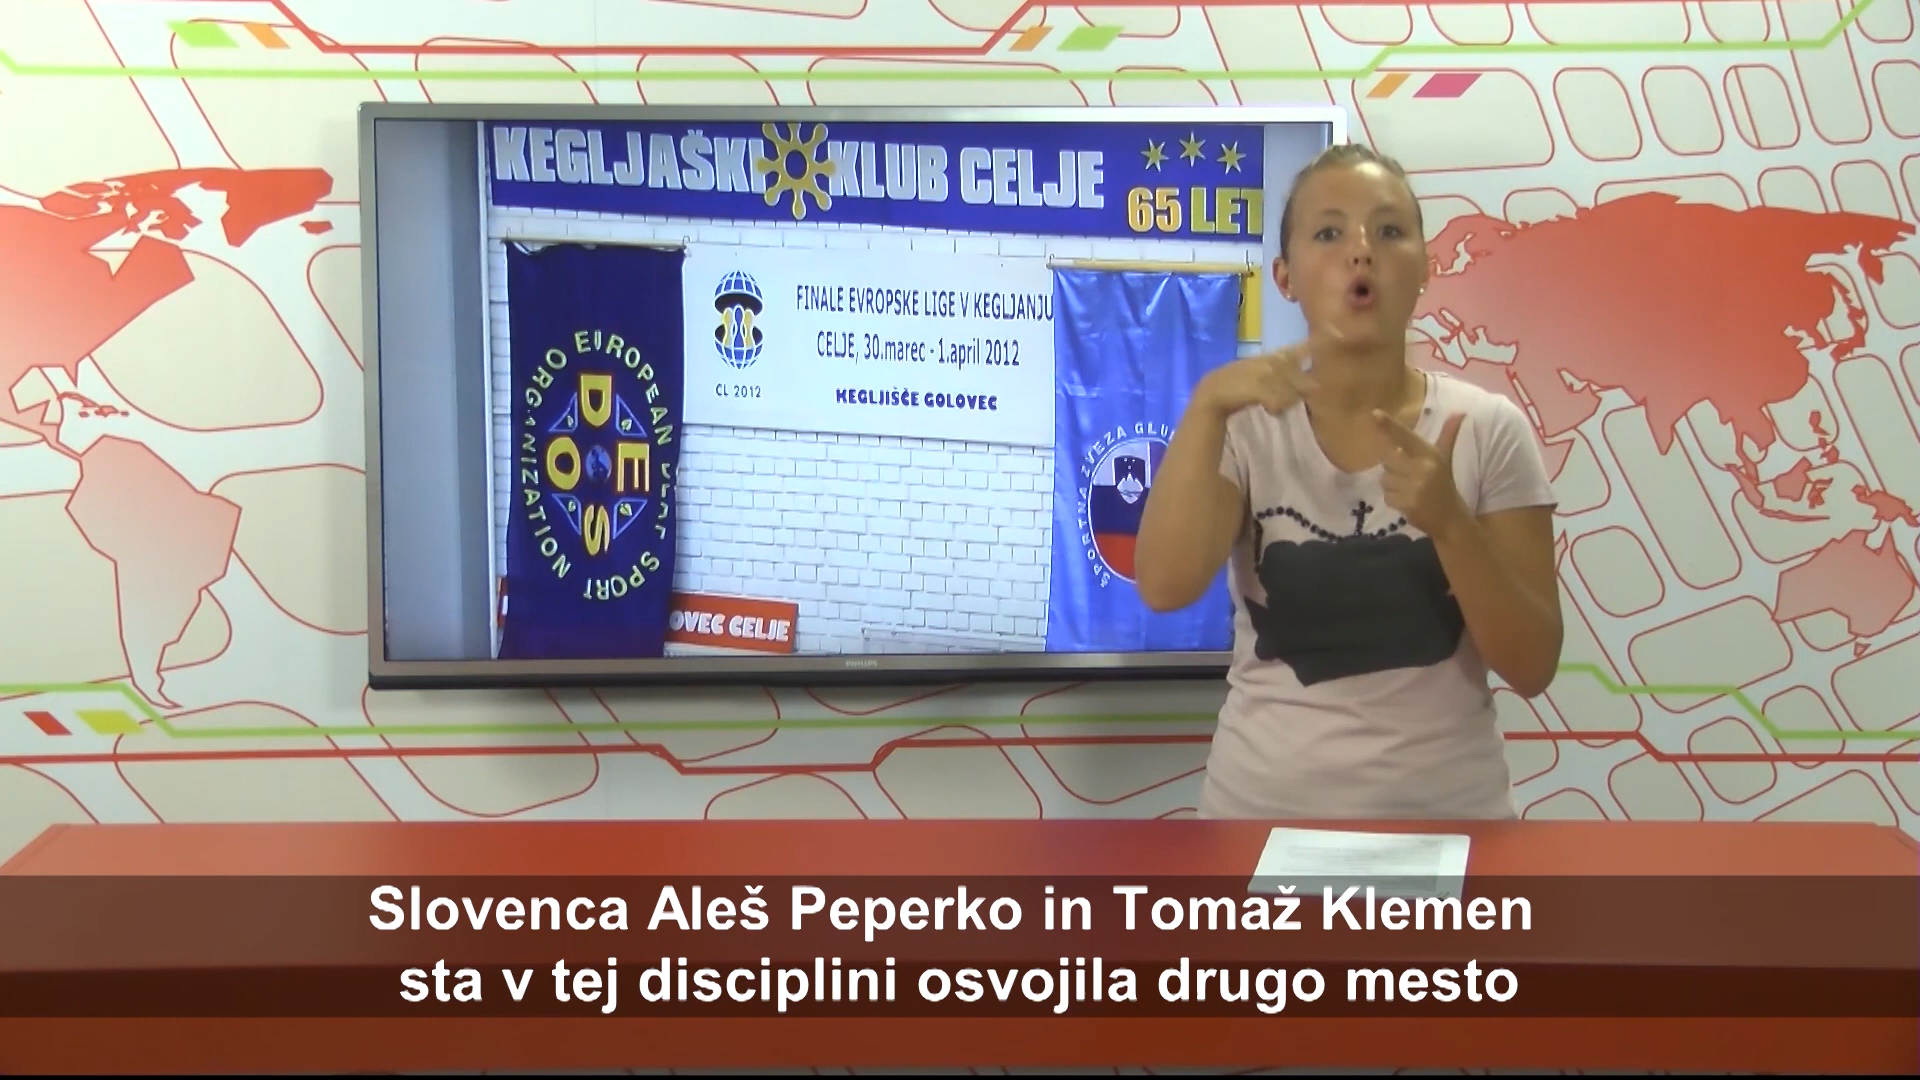 KEGLJAŠKI KLUB CELJE
65 LET
FINALE EVROPSKE LIGE V KEGLJANJU
CELJE, 30.marec - 1.april 2012
CL 2012
KEGLJIŠČE GOLOVEC
EUROPEAN DEAF SPORT ORGANIZATION
DESO
ŠPORTNA ZVEZA GLU
OVEC CELJE
PHILIPS
Slovenca Aleš Peperko in Tomaž Klemen
sta v tej disciplini osvojila drugo mesto